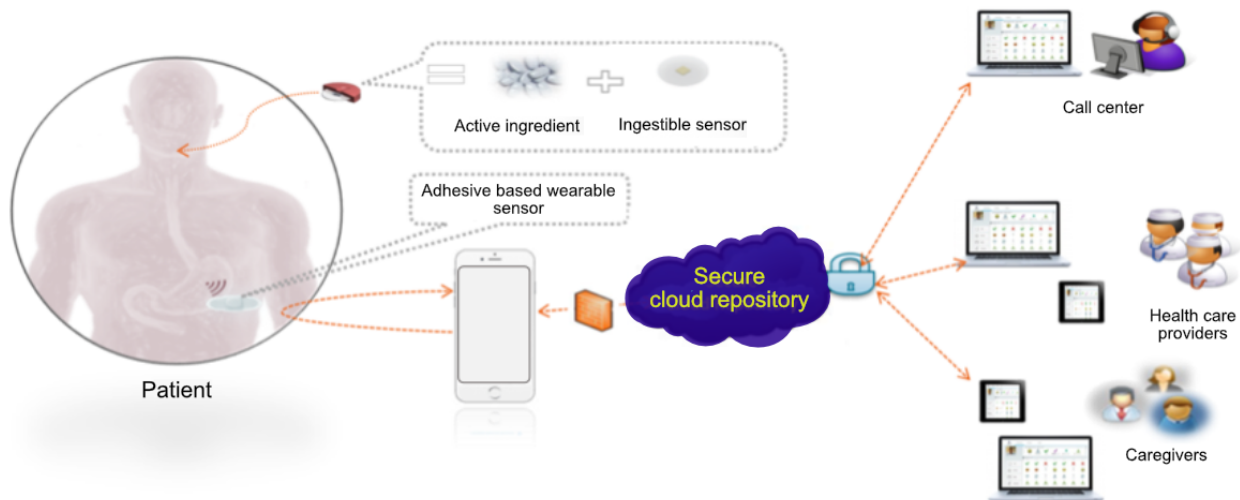 Active ingredient
Ingestible sensor
Call center
Adhesive based wearable
sensor
Secure
cloud repository
Health care
providers
Patient
Caregivers